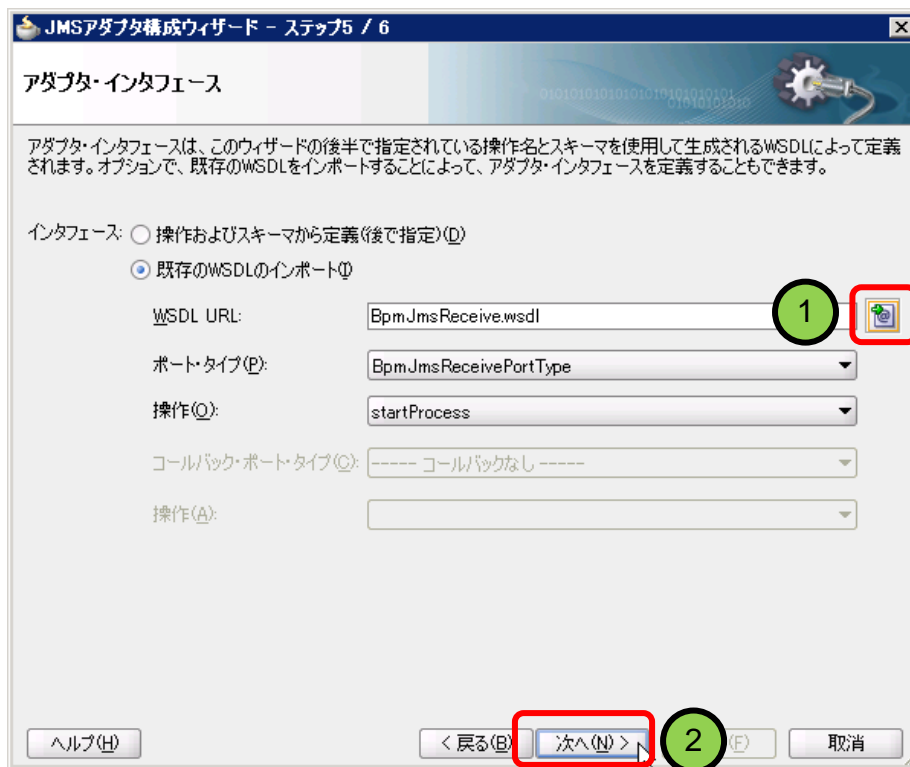 JMSアダプタ構成ウィザード - ステップ5 / 6
アダプタ・インタフェース
アダプタ・インタフェースは、このウィザードの後半で指定されている操作名とスキーマを使用して生成されるWSDLによって定義
されます。オプションで、既存のWSDLをインポートすることによって、アダプタ・インタフェースを定義することもできます。
インタフェース: 操作およびスキーマから定義(後で指定)(D)
既存のWSDLのインポート(I)
WSDL URL: BpmJmsReceive.wsdl
1
ポート・タイプ(P): BpmJmsReceivePortType
操作(O): startProcess
コールバック・ポート・タイプ(C): ----- コールバックなし -----
操作(A):
ヘルプ(H) < 戻る(B) 次へ(N) > 2 (F) 取消